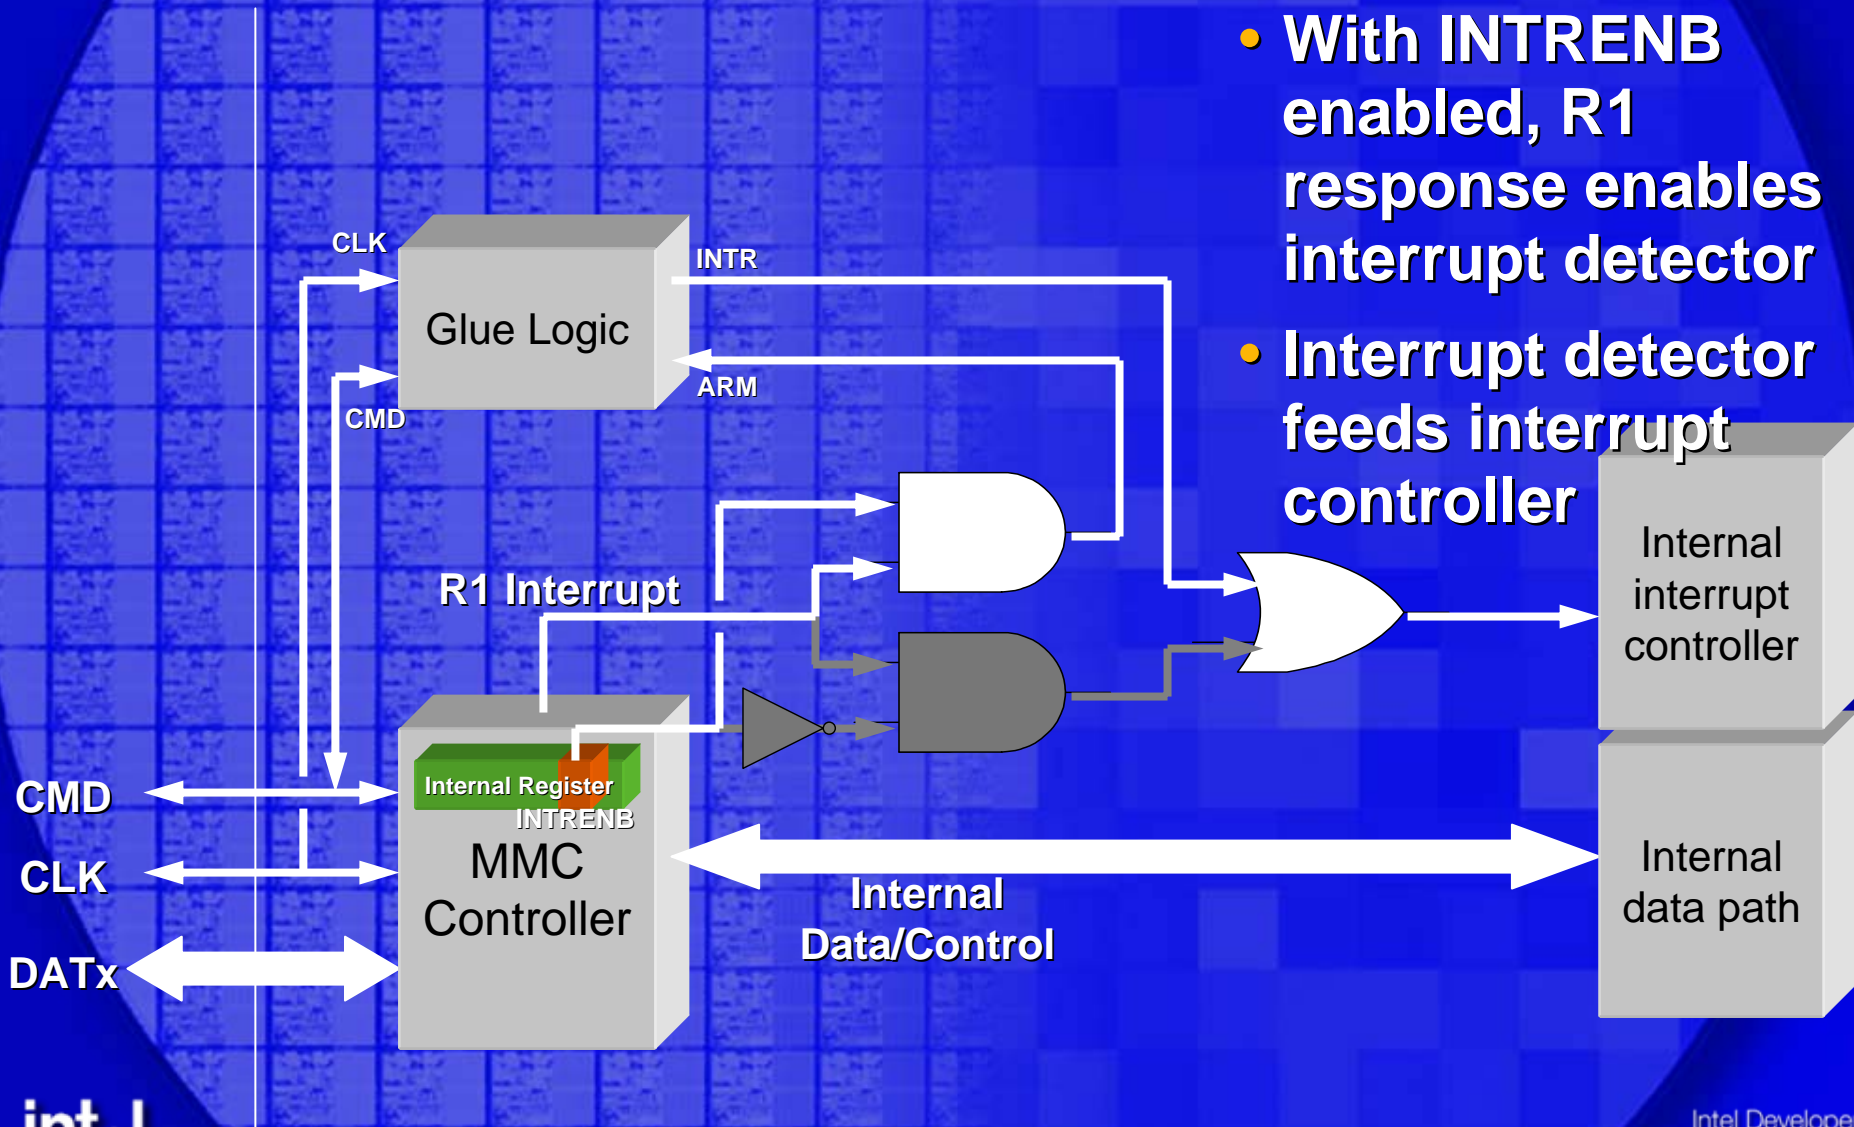 • With INTRENB
enabled, R1
response enables
interrupt detector
• Interrupt detector
feeds interrupt
controller
CLK
INTR
Glue Logic
ARM
CMD
R1 Interrupt
Internal
interrupt
controller
Internal Register
INTRENB
MMC
Controller
CMD
CLK
DATx
Internal
Data/Control
Internal
data path
Intel Develope